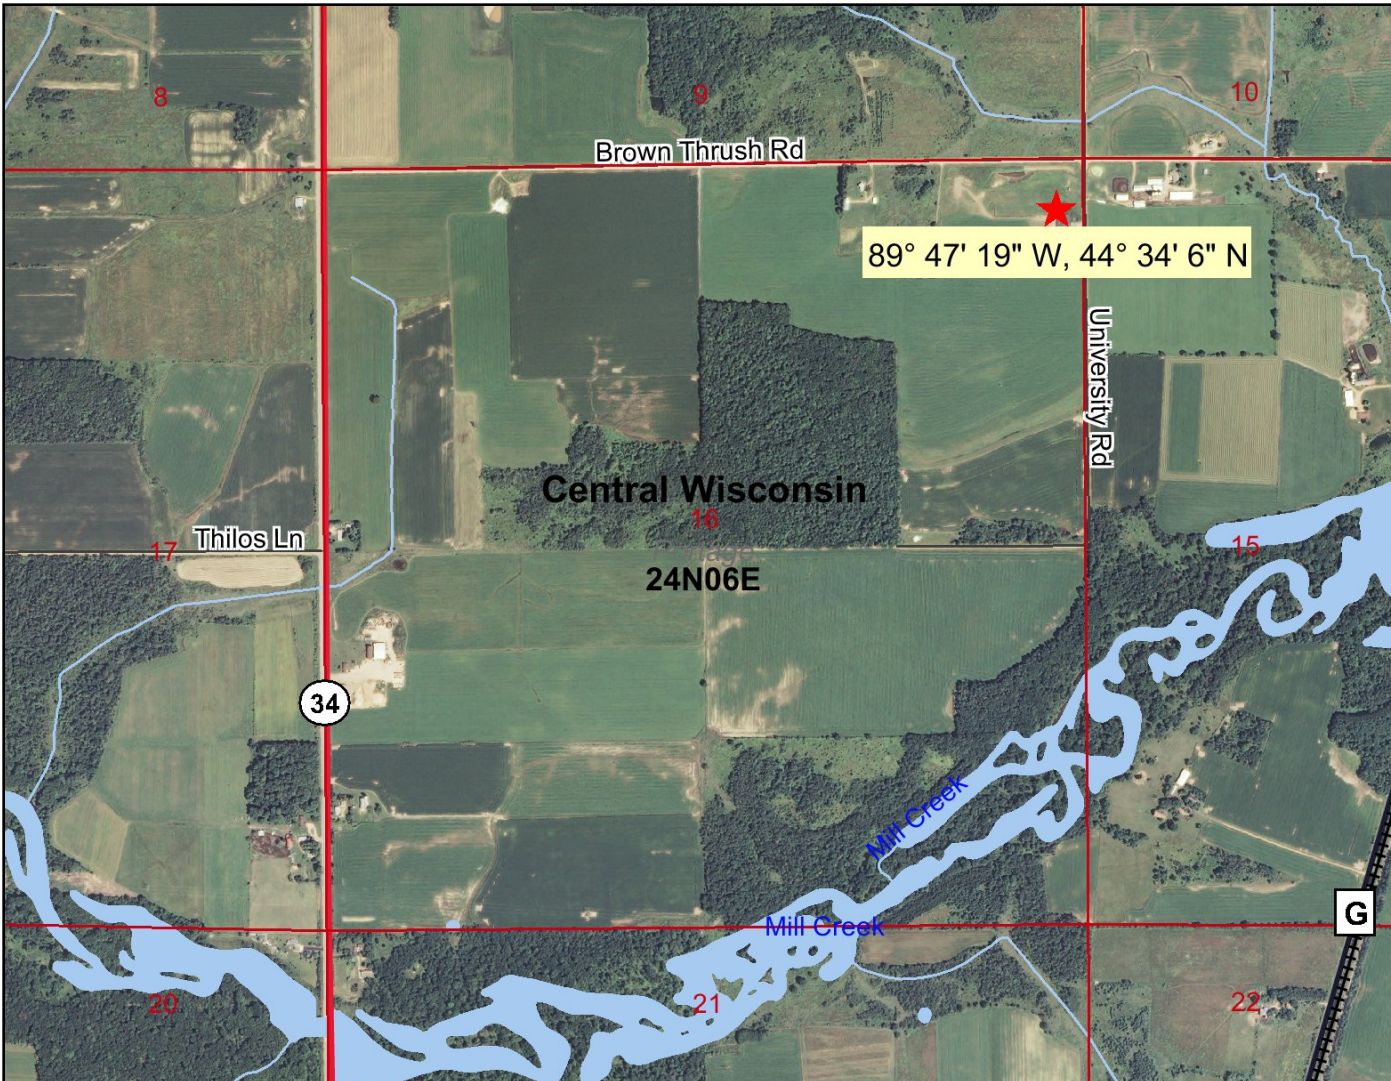 8
9
10
Brown Thrush Rd
89° 47' 19" W, 44° 34' 6" N
University Rd
Central Wisconsin
16
17
Thilos Ln
15
24N06E
34
Mill Creek
G
Mill Creek
20
21
22